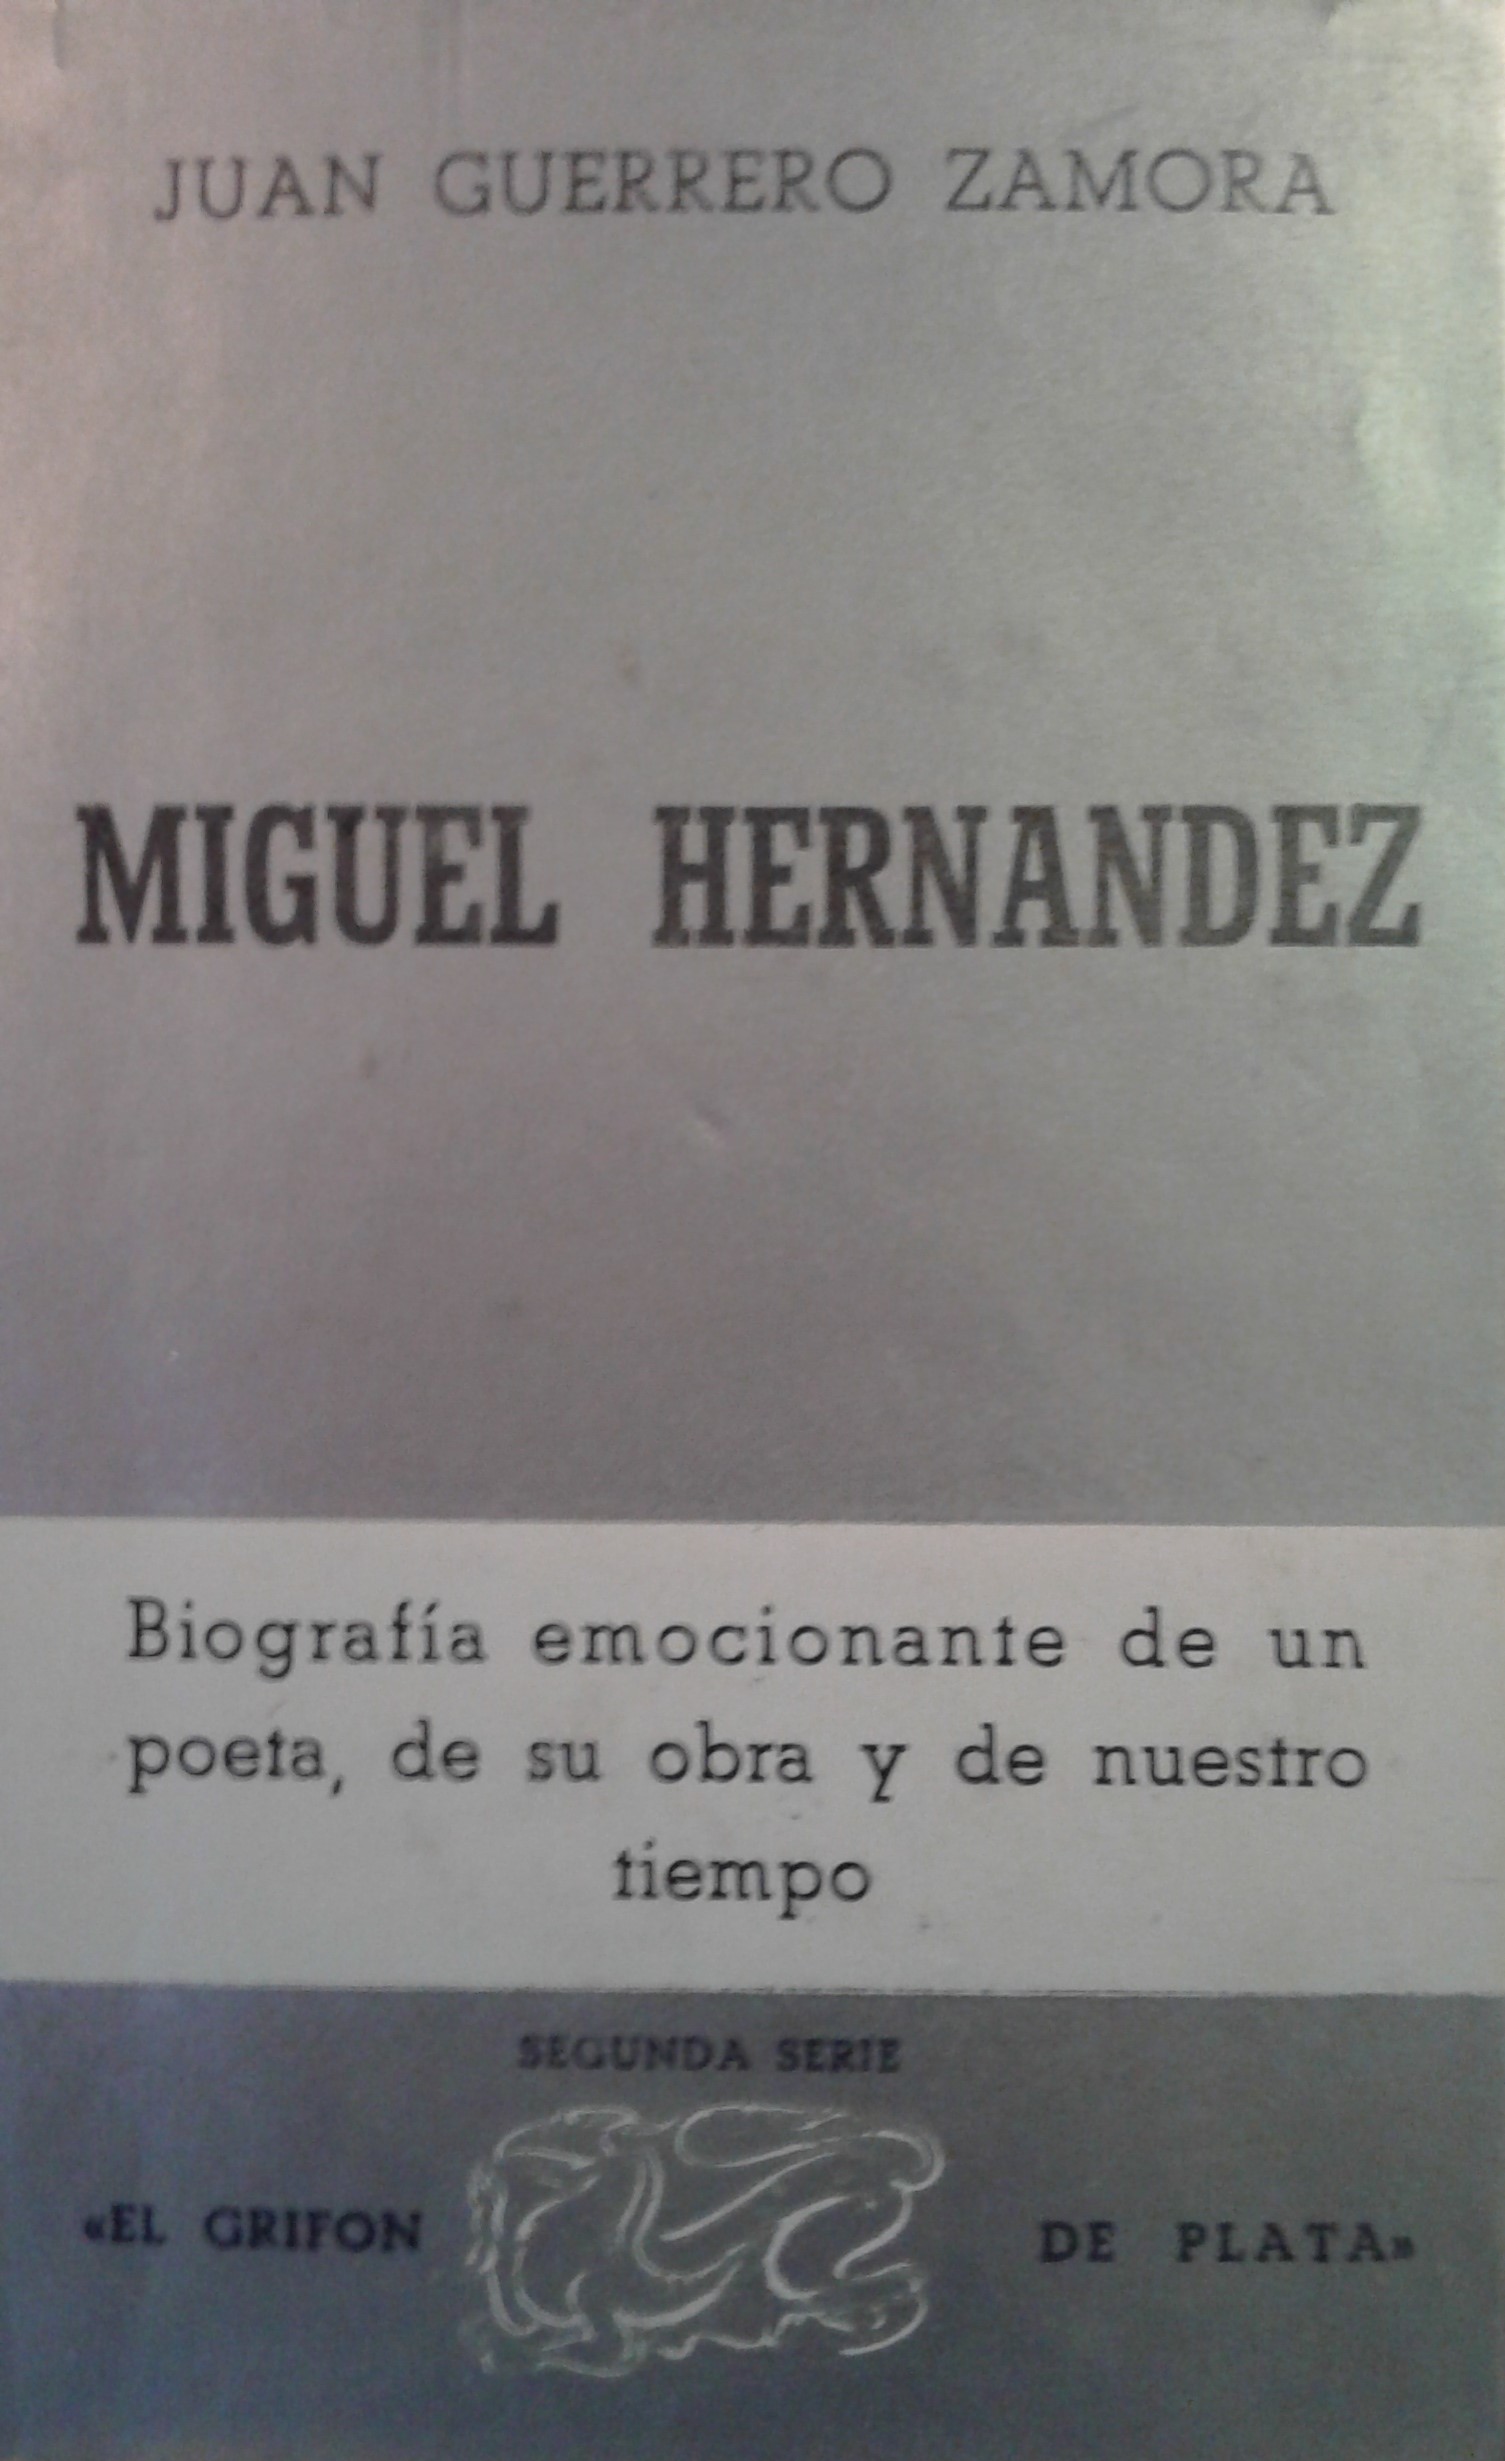 JUAN GUERRERO ZAMORA
MIGUEL HERNANDEZ
Biografía emocionante de un
poeta, de su obra y de nuestro
tiempo
SEGUNDA SERIE
«EL GRIFON DE PLATA»